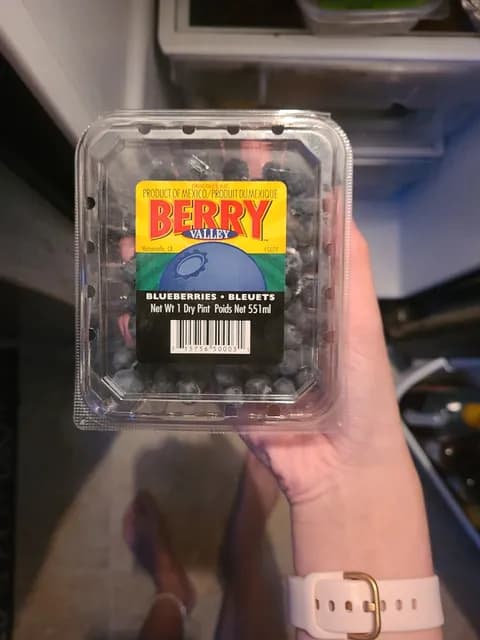 PRODUCT OF MEXICO/PRODUIT DU MEXIQUE
BERRY
VALLEY
BLUEBERRIES • BLEUETS
Net Wt 1 Dry Pint Poids Net 551ml